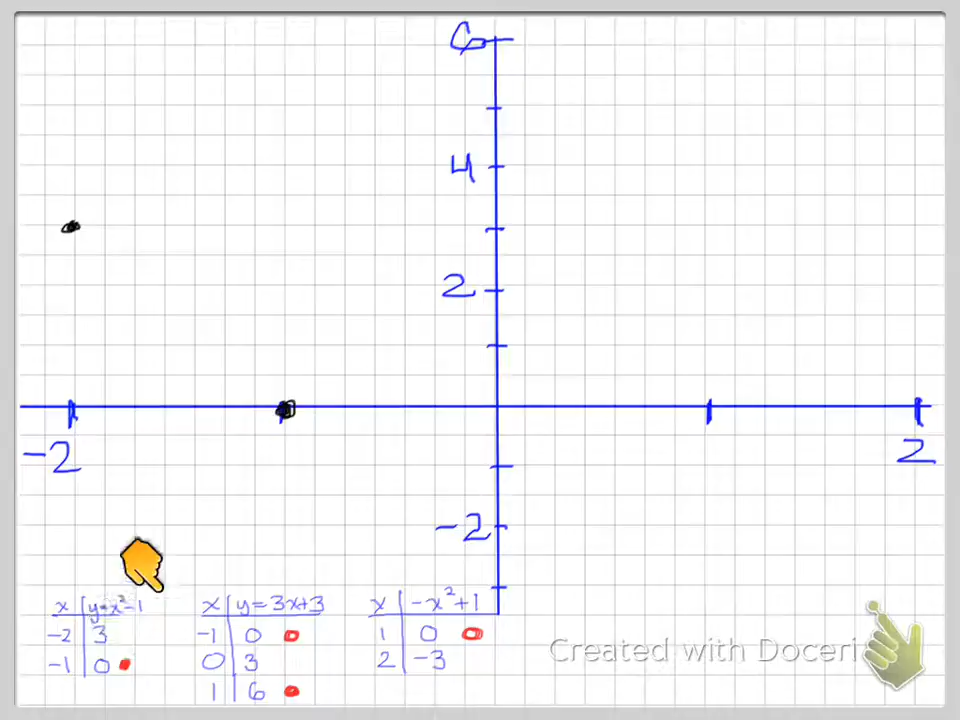 6
4
2
-2
2
-2
x | y=x²-1
-2 | 3
-1 | 0
x | y=3x+3
-1 | 0
0 | 3
1 | 6
x | -x²+1
1 | 0
2 | -3
Created with Doceri